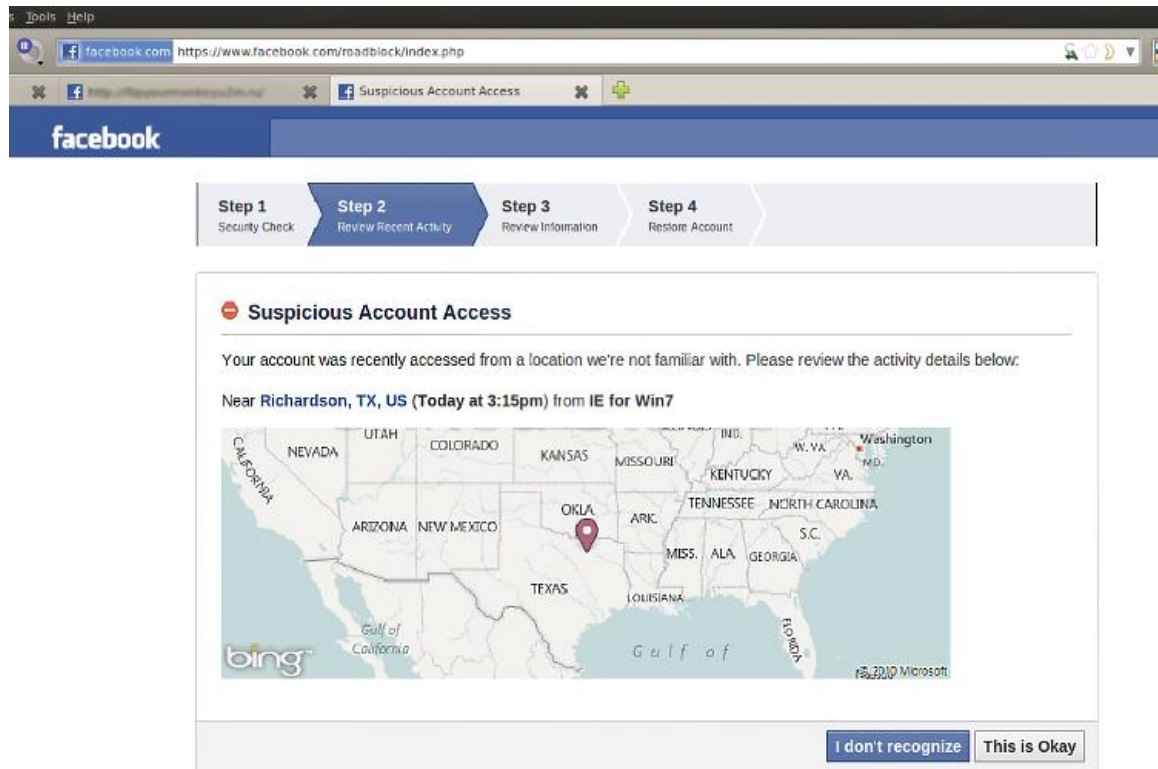 s Tools Help
facebook.com https://www.facebook.com/roadblock/index.php
Suspicious Account Access
facebook
Step 1
Security Check
Step 2
Review Recent Activity
Step 3
Review Information
Step 4
Restore Account
Suspicious Account Access
Your account was recently accessed from a location we're not familiar with. Please review the activity details below:
Near Richardson, TX, US (Today at 3:15pm) from IE for Win7
UTAH
COLORADO
KANSAS
MISSOURI
IND.
W. VA.
Washington
MD.
NEVADA
CALIFORNIA
KENTUCKY
VA.
ARIZONA
NEW MEXICO
OKLA.
ARK.
TENNESSEE
NORTH CAROLINA
S.C.
MISS.
ALA.
GEORGIA
TEXAS
LOUISIANA
FLORIDA
Gulf of
California
Gulf of
bing
© 2010 Microsoft
I don't recognize
This is Okay